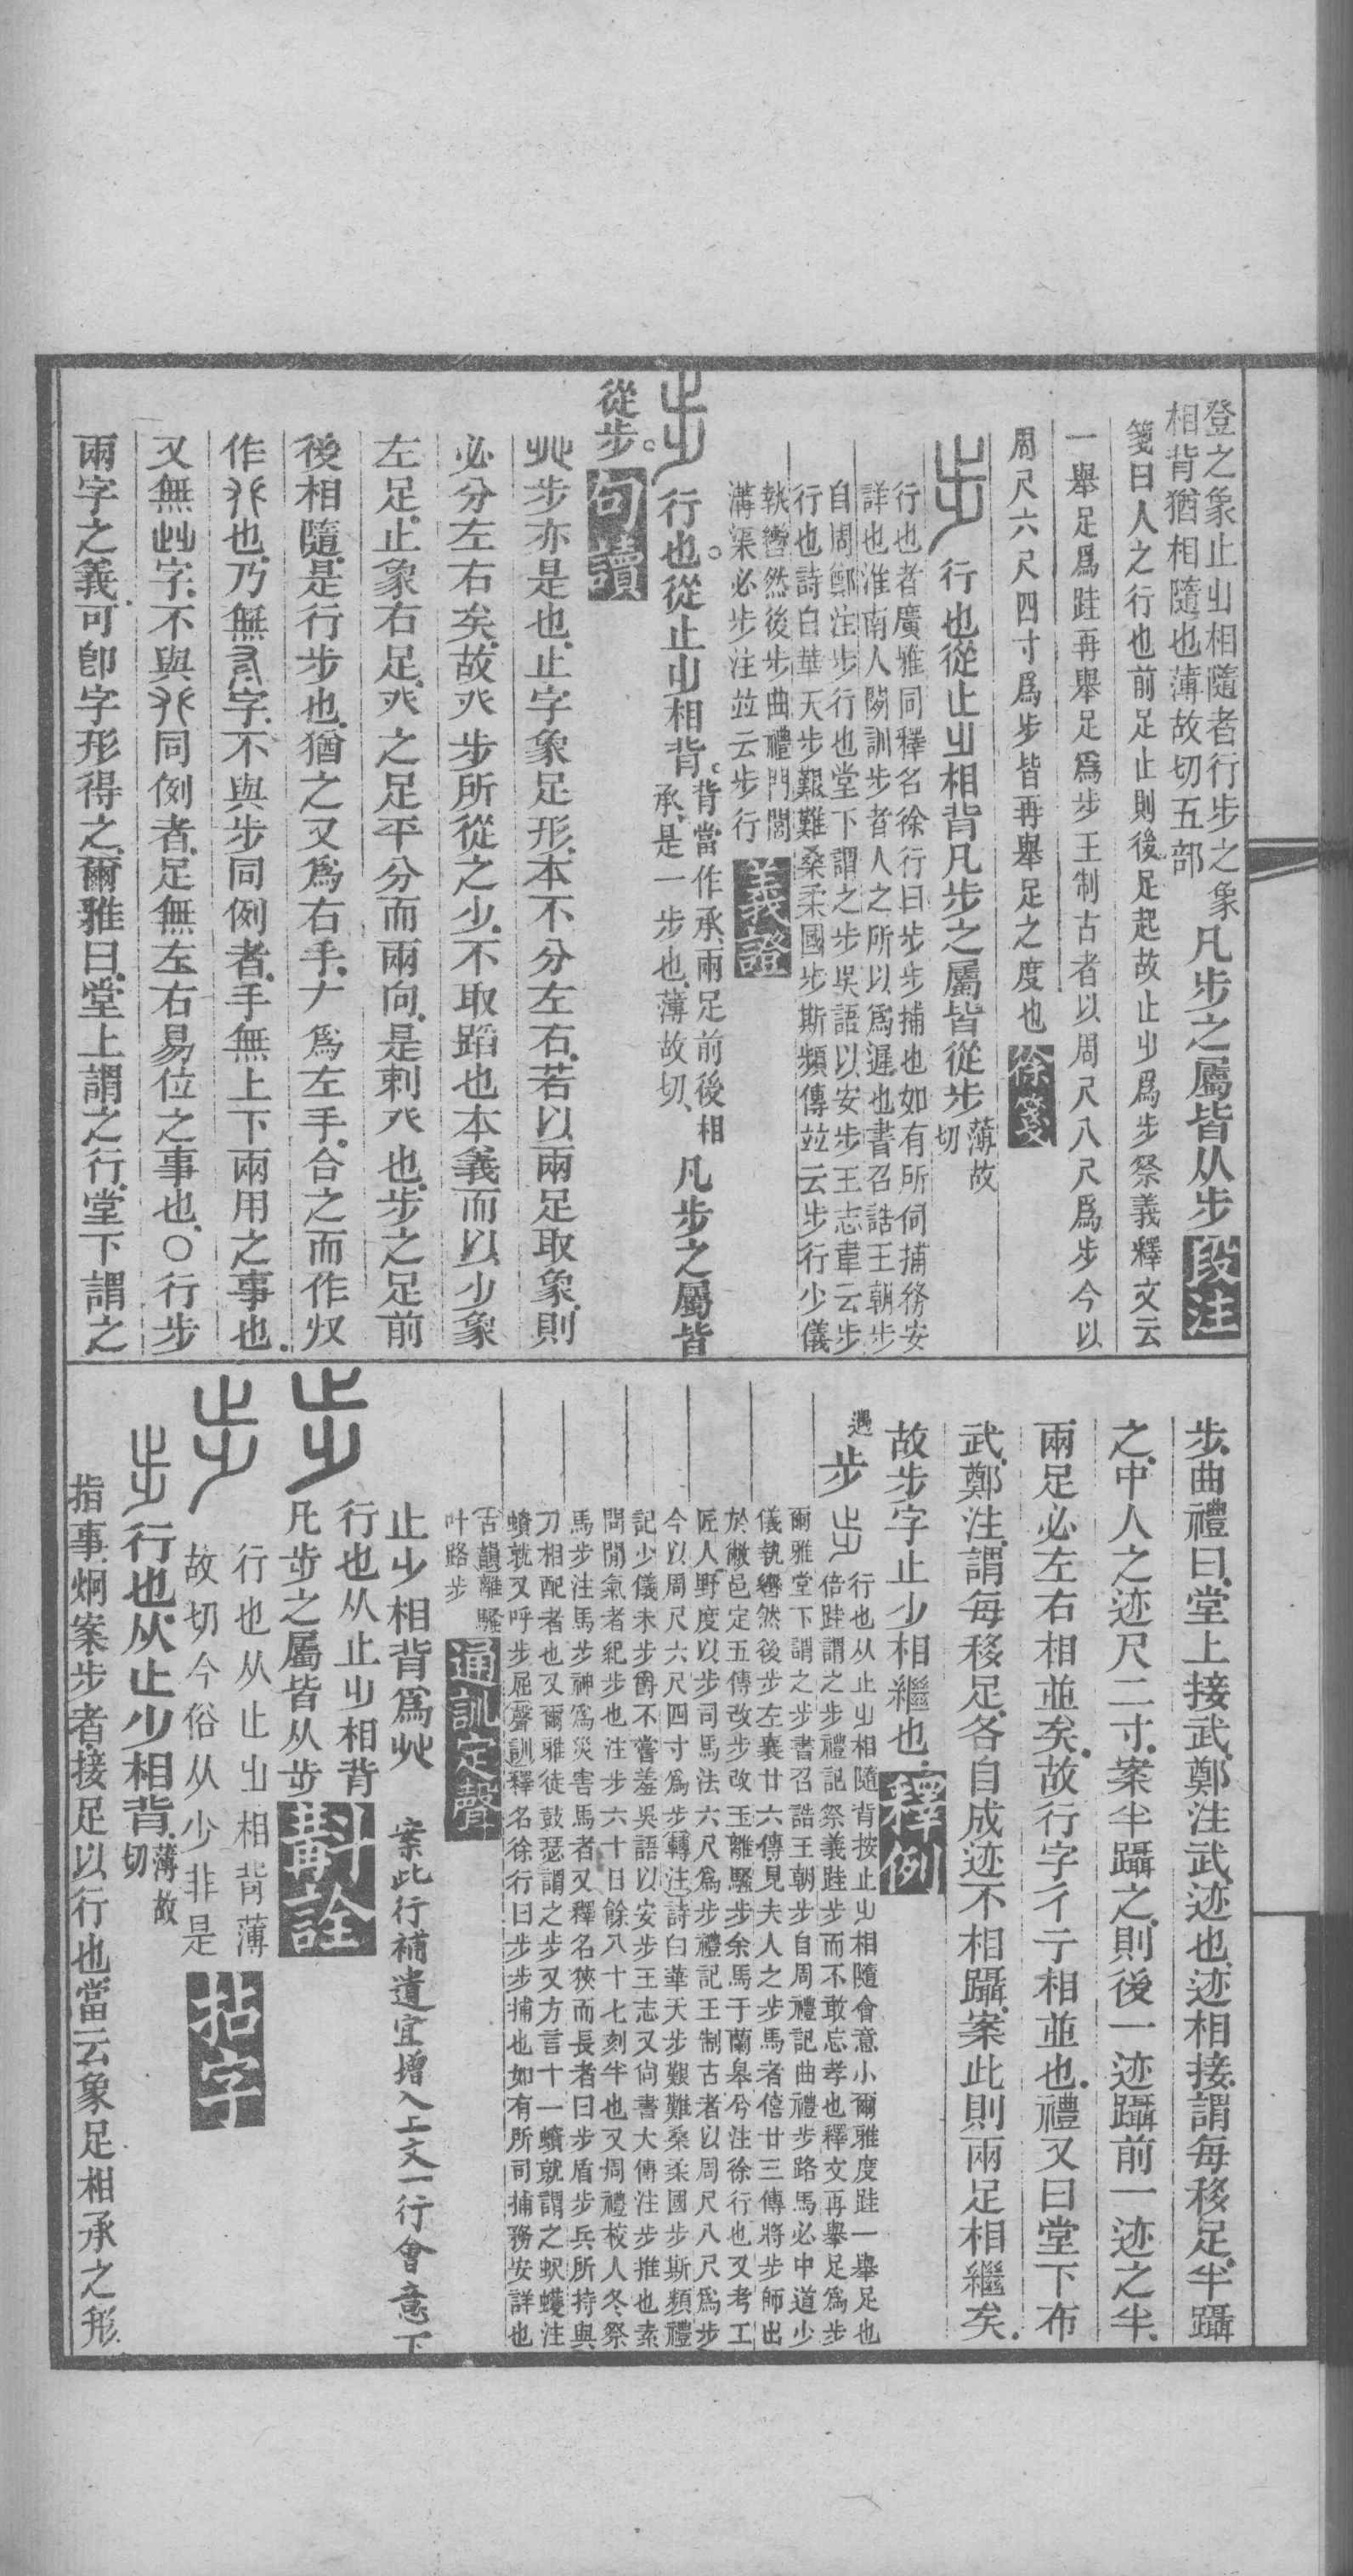 登之象止𣥂相隨者行步之象
相背猶相隨也薄故切五部
凡步之屬皆从步 段注
箋曰人之行也前足止則後足起故止𣥂爲步祭義釋文云
一舉足爲跬再舉足爲步王制古者以周尺八尺爲步今以
周尺六尺四寸爲步皆再舉足之度也 徐箋
步 行也從止𣥂相背凡步之屬皆從步 薄故切
行也者廣雅同釋名徐行曰步步捕也如有所伺捕務安
詳也淮南人閒訓步者人之所以爲遲也書召誥王朝步
自周鄭注步行也堂下謂之步吳語以安步王志韋云步
行也詩白華天步艱難桑柔國步斯頻傳竝云步行少儀
執轡然後步曲禮門閭
溝渠必步注竝云步行 義證
步 行也。從止𣥂相背。背當作承、兩足前後相承、是一步也、薄故切、凡步之屬皆
從步。 句讀
癶步亦是也.止字象足形.本不分左右.若以兩足取象.則
必分左右矣.故癶步所從之少.不取蹈也本義而以少象
左足.止象右足.癶之足平分而兩向.是剌癶也.步之足前
後相隨.是行步也.猶之又爲右手.𠂇爲左手.合之而作収
作𠬜也.乃無字.不與步同例者.手無上下兩用之事也.
又無字.不與𠬜同例者.足無左右易位之事也.〇行步
兩字之義.可卽字形得之.爾雅曰.堂上謂之行.堂下謂之
步.曲禮曰.堂上接武.鄭注武.迹也.迹相接.謂每移足.半躡
之.中人之迹尺二寸.案半躡之.則後一迹躡前一迹之半.
兩足必左右相並矣.故行字彳亍相並也.禮又曰堂下布
武.鄭注.謂每移足.各自成迹不相躡.案此則兩足相繼矣.
故步字止少相繼也. 釋例
遇 步 行也从止𣥂相隨背按止𣥂相隨會意小爾雅度跬一舉足也
倍跬謂之步禮記祭義跬步而不敢忘孝也釋文再舉足爲步
爾雅堂下謂之步書召誥王朝步自周禮記曲禮步路馬必中道少
儀執轡然後步左襄廿六傳見夫人之步馬者僖廿三傳將步師出
於敝邑定五傳改步改玉離騷步余馬于蘭皋兮注徐行也又考工
匠人野度以步司馬法六尺爲步禮記王制古者以周尺八尺爲步
今以周尺六尺四寸爲步轉注詩白華天步艱難桑柔國步斯頻禮
記少儀未步爵不嘗羞吳語以安步王志又尙書大傳注步推也素
問閒氣者紀步也注步六十日餘八十七刻半也又周禮校人冬祭
馬步注馬步神爲災害馬者又釋名狹而長者曰步盾步兵所持與
刀相配者也又爾雅徒鼓瑟謂之步又方言十一蠀就謂之蚇蠖注
蠀就又呼步屈聲訓釋名徐行曰步步捕也如有所司捕務安詳也
古韻離騷
叶路步 通訓定聲
止少相背爲癶 案此行補遺宜增入上文一行會意下
步 行也从止𣥂相背
凡步之屬皆从步 斠詮
步 行也从止𣥂相背薄
故切今俗从少非是 拈字
步 行也.从止少相背. 薄故切
指事.炯案步者接足以行也當云象足相承之形.